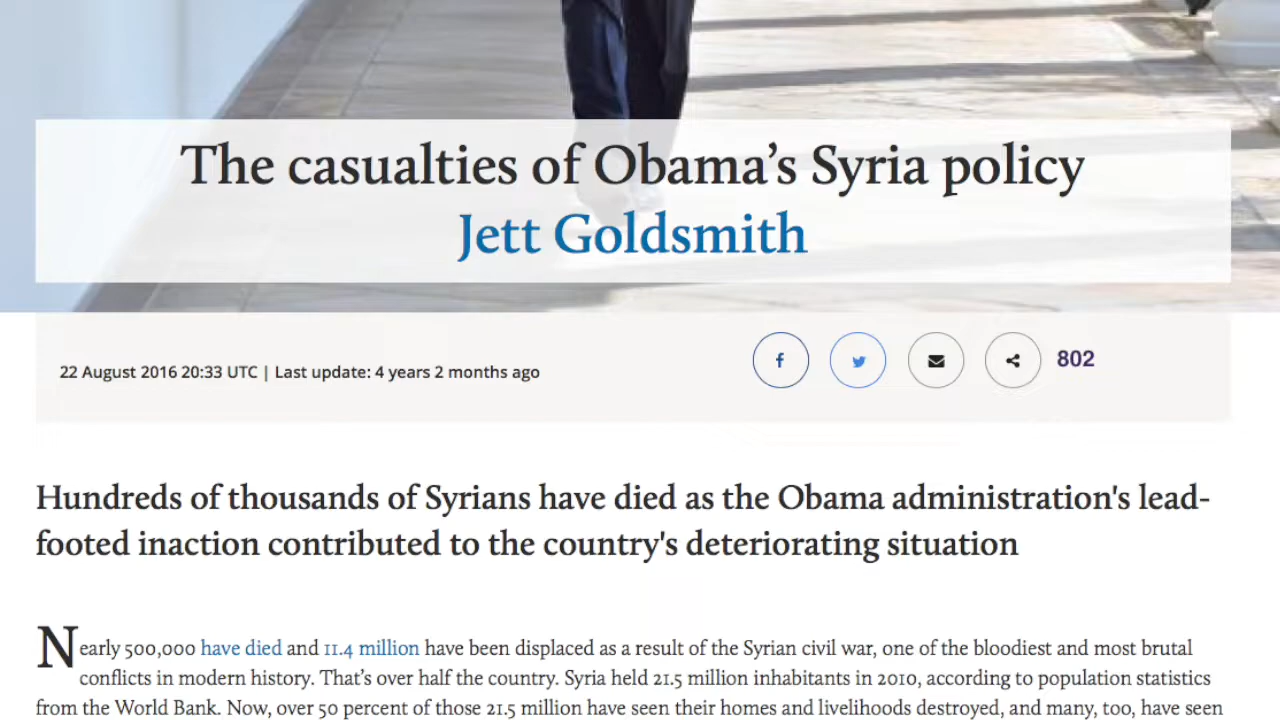 The casualties of Obama’s Syria policy
Jett Goldsmith
22 August 2016 20:33 UTC | Last update: 4 years 2 months ago
802
Hundreds of thousands of Syrians have died as the Obama administration's lead-
footed inaction contributed to the country's deteriorating situation
Nearly 500,000 have died and 11.4 million have been displaced as a result of the Syrian civil war, one of the bloodiest and most brutal
conflicts in modern history. That’s over half the country. Syria held 21.5 million inhabitants in 2010, according to population statistics
from the World Bank. Now, over 50 percent of those 21.5 million have seen their homes and livelihoods destroyed, and many, too, have seen